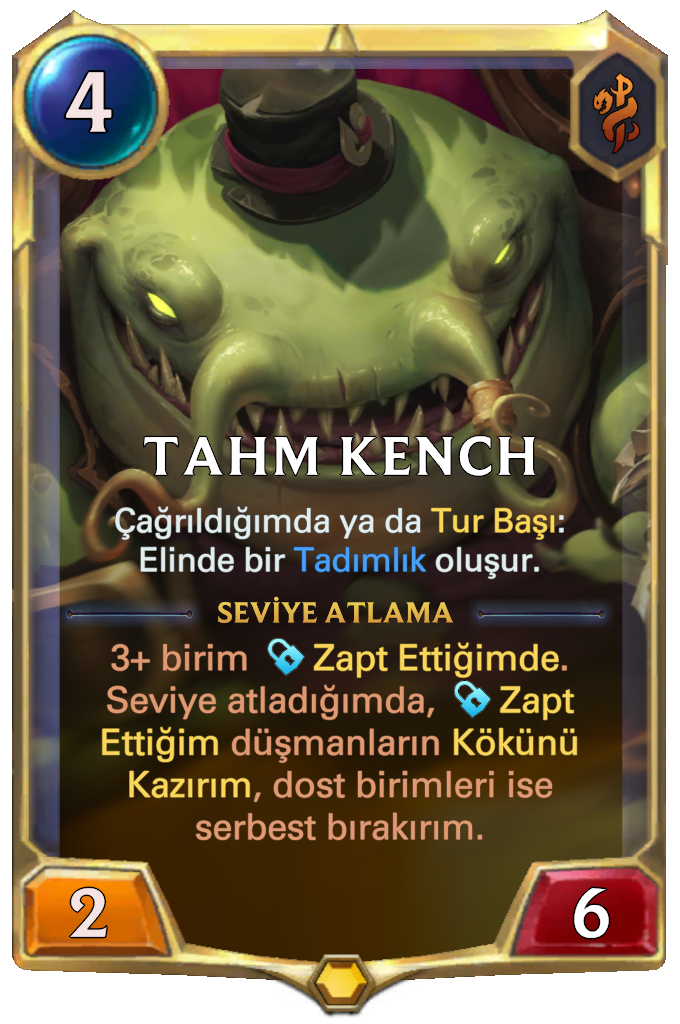 4
TAHM KENCH
Çağrıldığımda ya da Tur Başı:
Elinde bir Tadımlık oluşur.
SEVİYE ATLAMA
3+ birim Zapt Ettiğimde.
Seviye atladığımda, Zapt
Ettiğim düşmanların Kökünü
Kazırım, dost birimleri ise
serbest bırakırım.
2
6